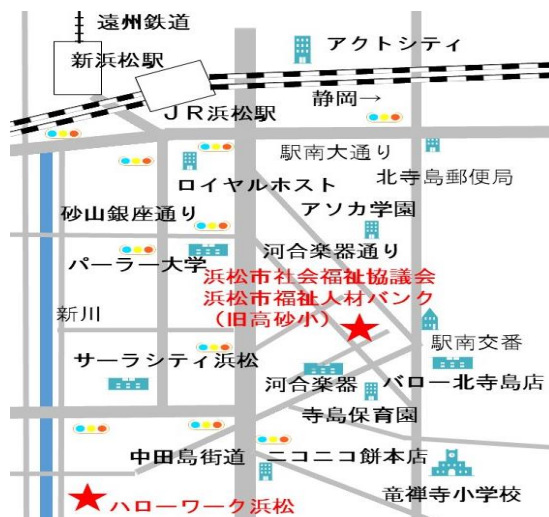 遠州鉄道
アクトシティ
新浜松駅
静岡→
ＪＲ浜松駅
駅南大通り
北寺島郵便局
ロイヤルホスト
アソカ学園
砂山銀座通り
河合楽器通り
パーラー大学
浜松市社会福祉協議会
浜松市福祉人材バンク
（旧高砂小）
新川
駅南交番
サーラシティ浜松
河合楽器
バロー北寺島店
寺島保育園
中田島街道
ニコニコ餅本店
竜禅寺小学校
ハローワーク浜松